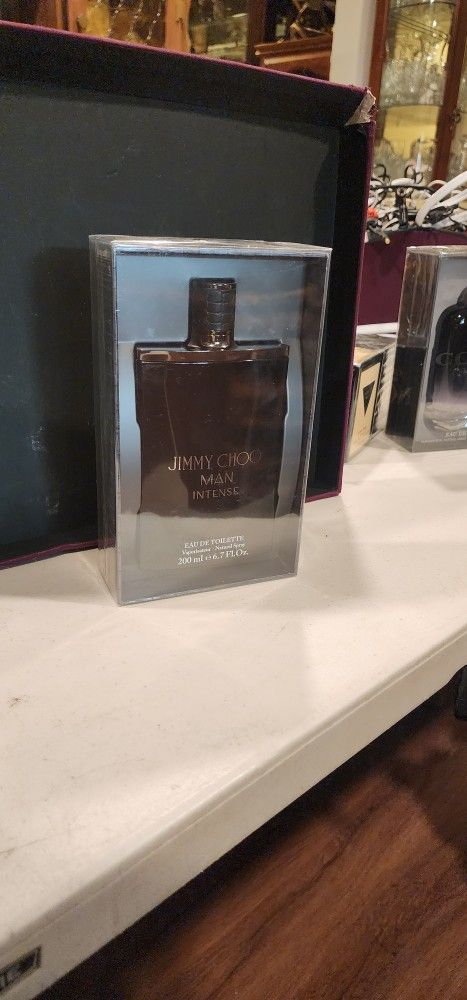 JIMMY CHOO
MAN
INTENSE
EAU DE TOILETTE
Vaporisateur - Natural Spray
200 ml ℮ 6.7 Fl.Oz.